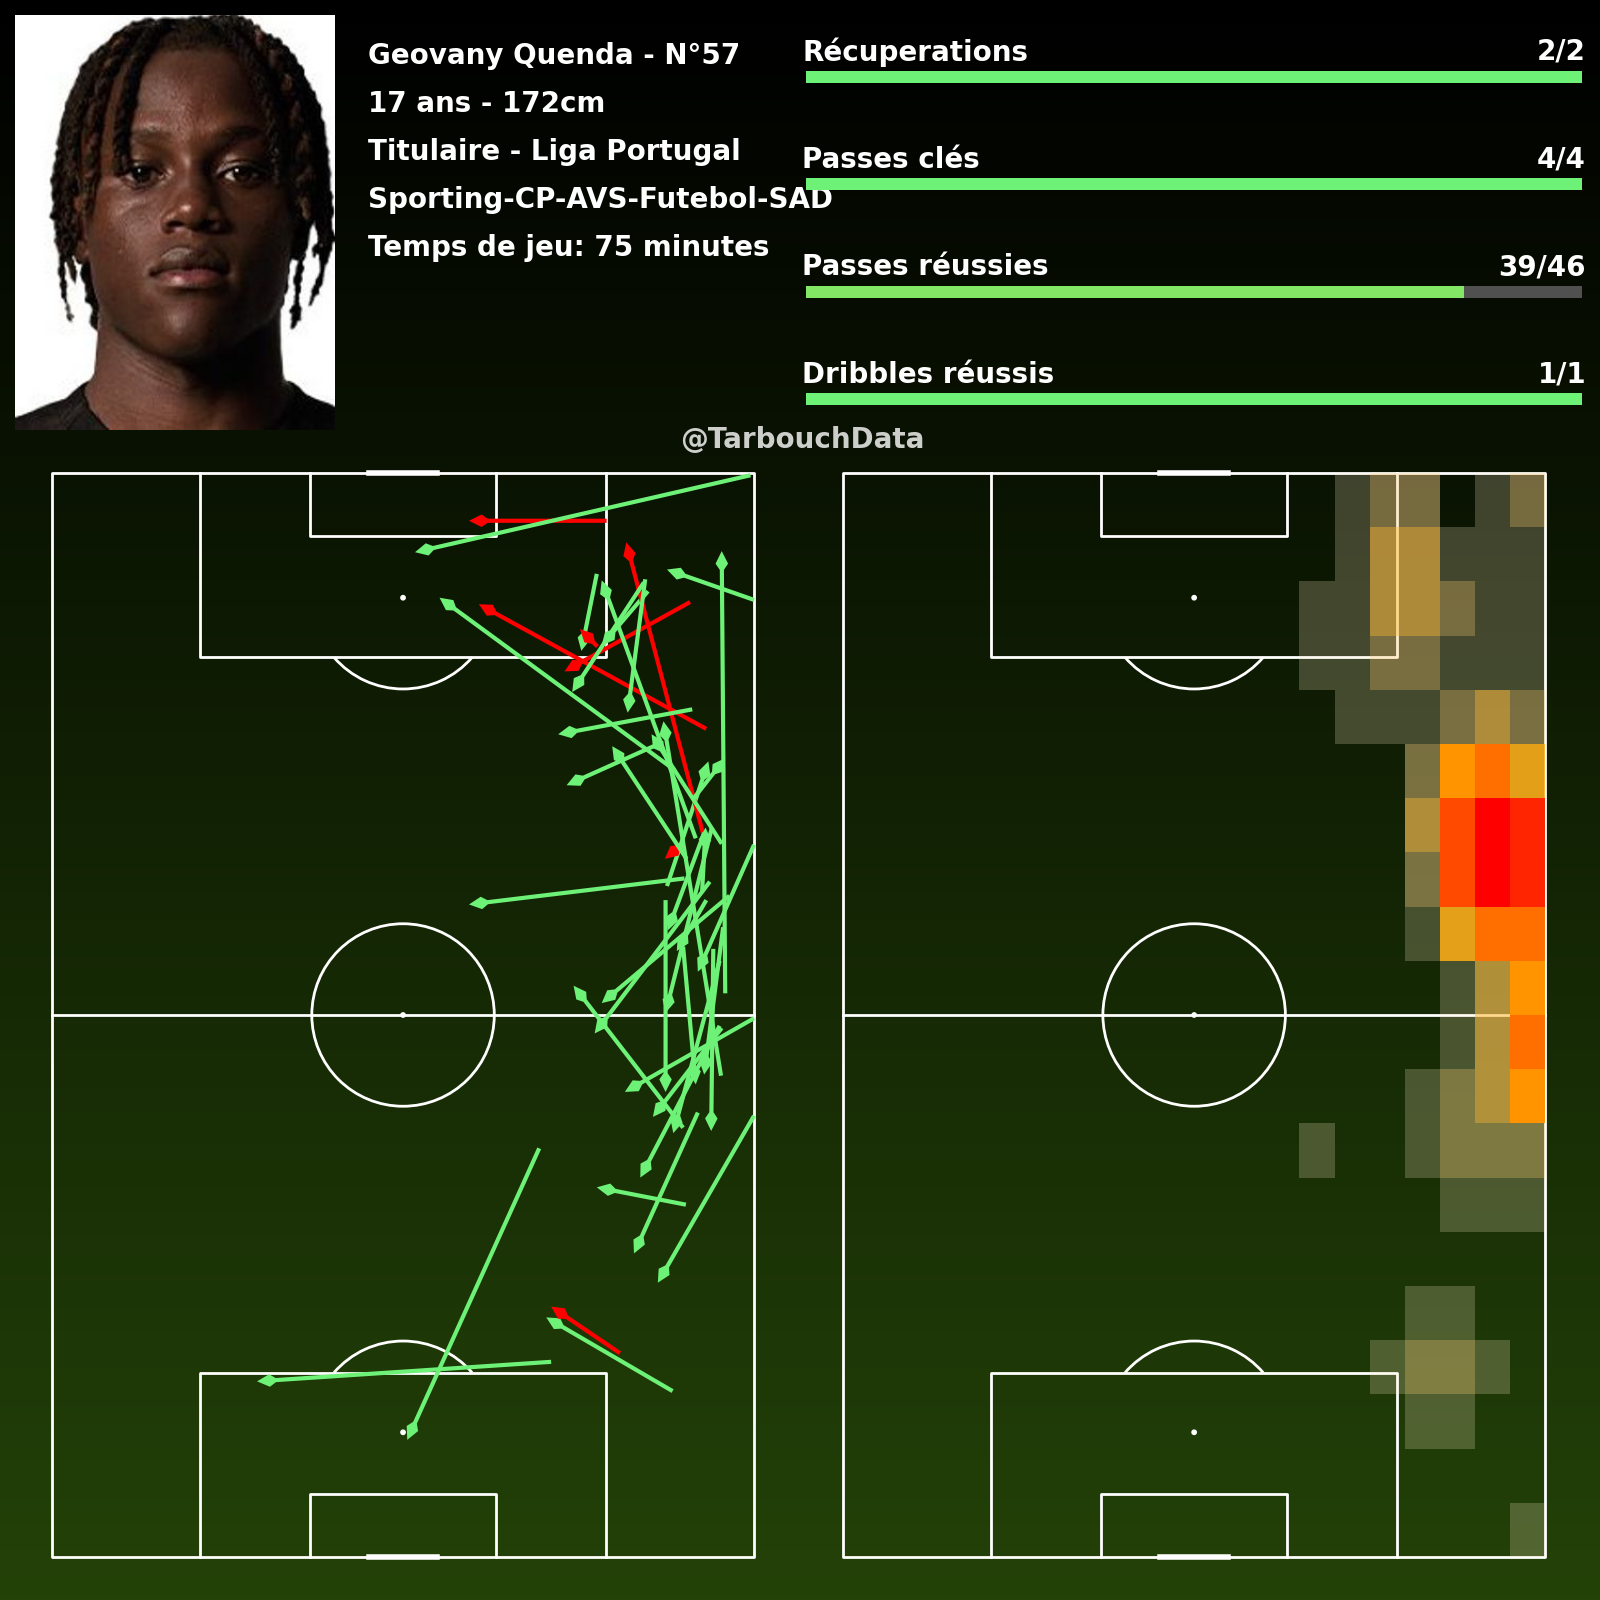 Geovany Quenda - N°57
17 ans - 172cm
Titulaire - Liga Portugal
Sporting-CP-AVS-Futebol-SAD
Temps de jeu: 75 minutes
Récuperations 2/2
Passes clés 4/4
Passes réussies 39/46
Dribbles réussis 1/1
@TarbouchData